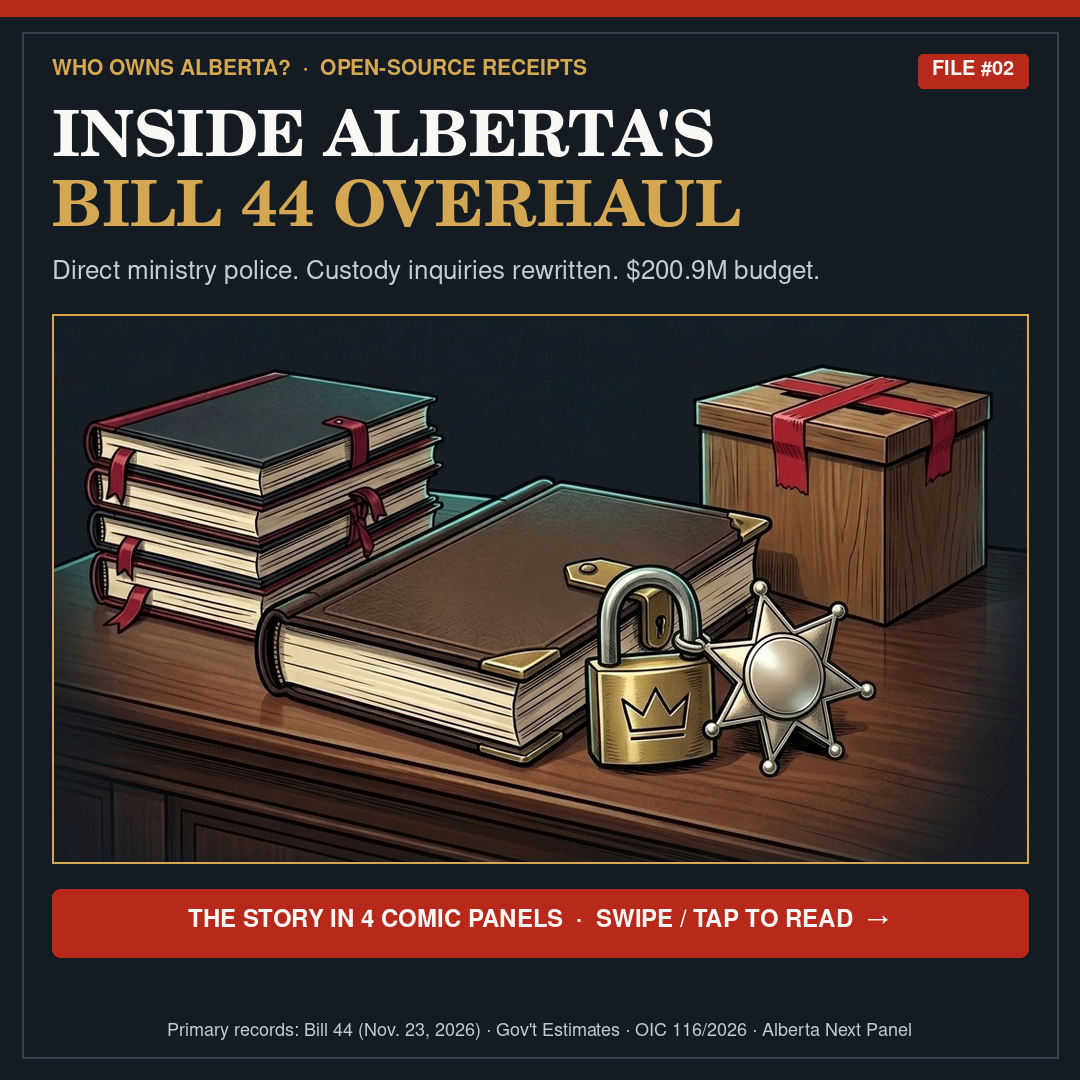 WHO OWNS ALBERTA? · OPEN-SOURCE RECEIPTS
FILE #02
INSIDE ALBERTA'S
BILL 44 OVERHAUL
Direct ministry police. Custody inquiries rewritten. $200.9M budget.
THE STORY IN 4 COMIC PANELS · SWIPE / TAP TO READ →
Primary records: Bill 44 (Nov. 23, 2026) · Gov't Estimates · OIC 116/2026 · Alberta Next Panel